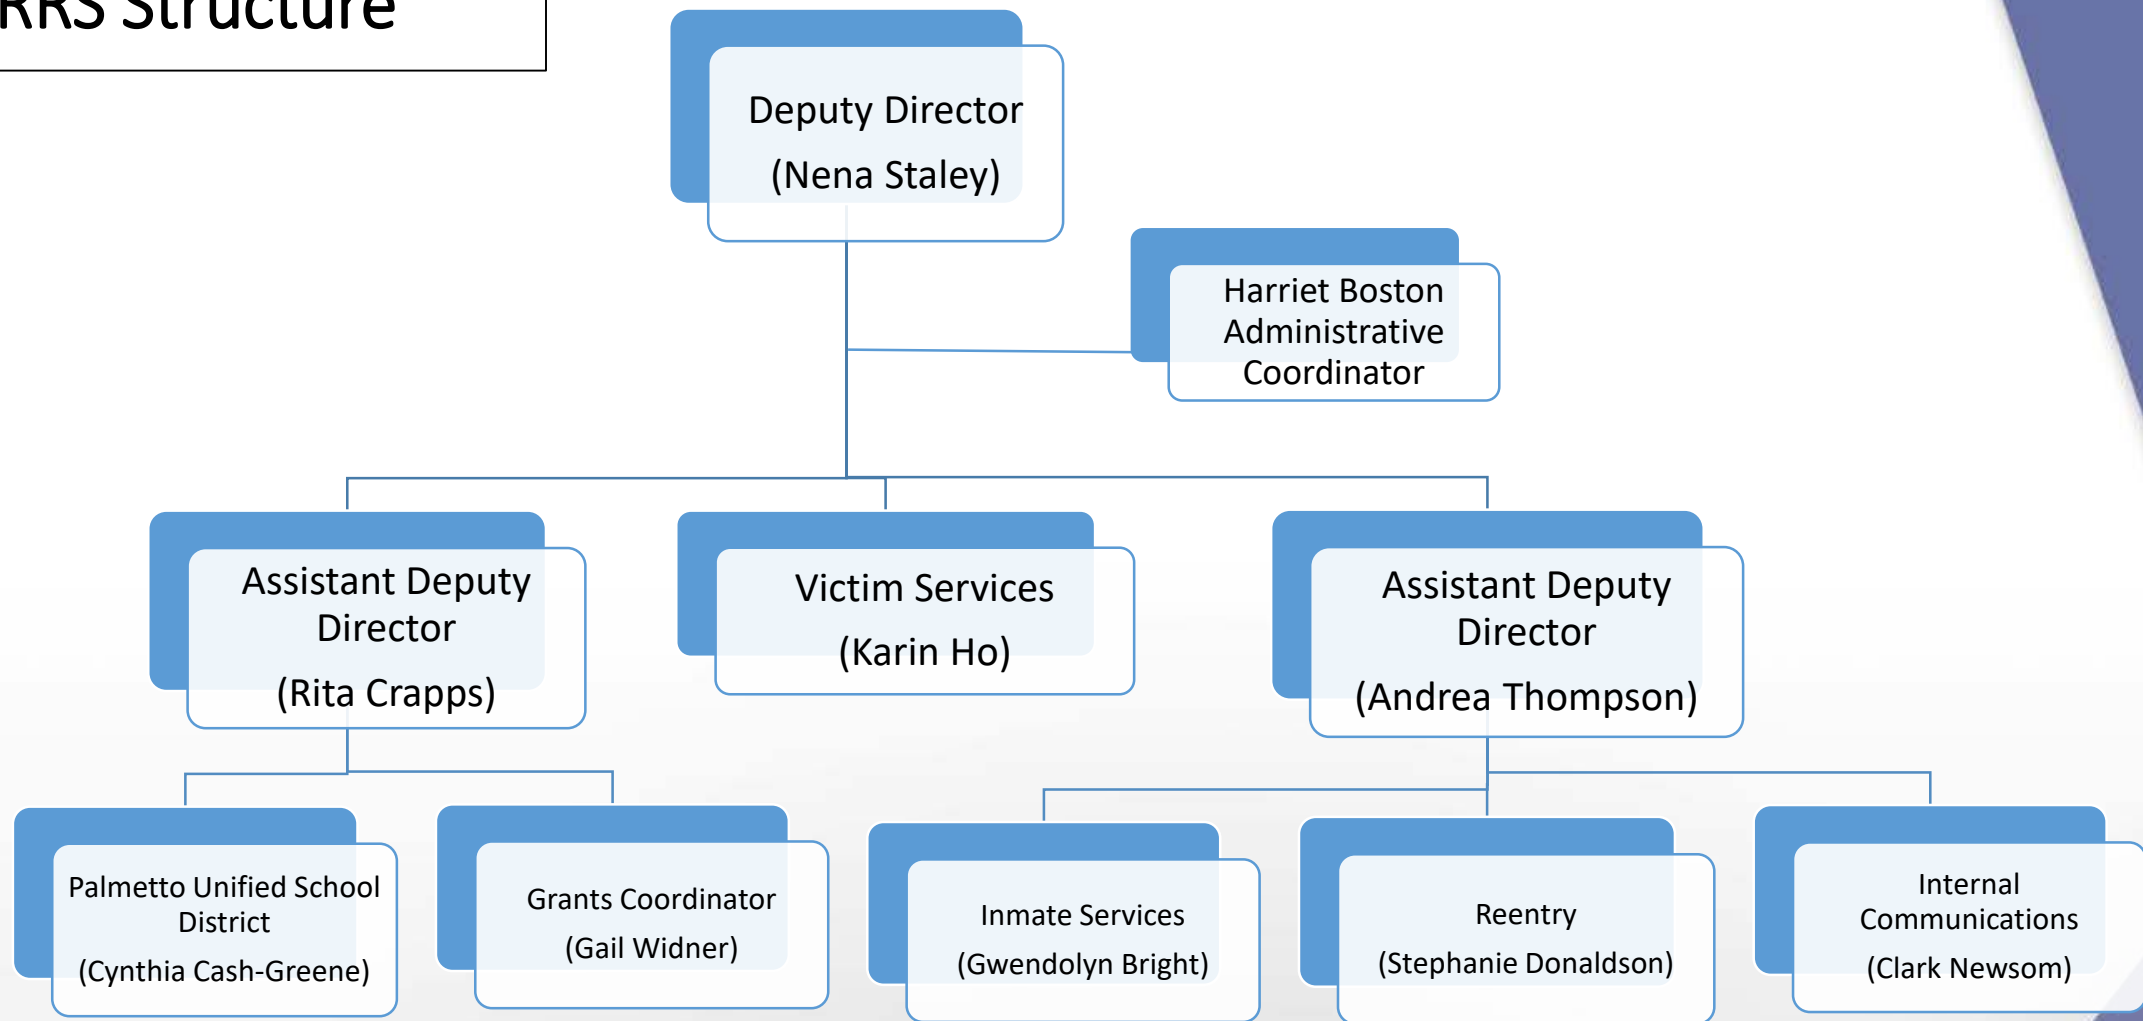 RRS Structure
Deputy Director
(Nena Staley)
Harriet Boston
Administrative
Coordinator
Assistant Deputy
Director
(Rita Crapps)
Victim Services
(Karin Ho)
Assistant Deputy
Director
(Andrea Thompson)
Palmetto Unified School
District
(Cynthia Cash-Greene)
Grants Coordinator
(Gail Widner)
Inmate Services
(Gwendolyn Bright)
Reentry
(Stephanie Donaldson)
Internal
Communications
(Clark Newsom)